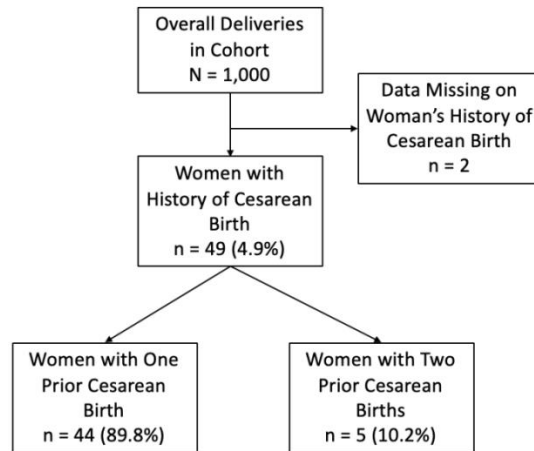 Overall Deliveries
in Cohort
N = 1,000
Data Missing on
Woman's History of
Cesarean Birth
n = 2
Women with
History of Cesarean
Birth
n = 49 (4.9%)
Women with One
Prior Cesarean
Birth
n = 44 (89.8%)
Women with Two
Prior Cesarean
Births
n = 5 (10.2%)